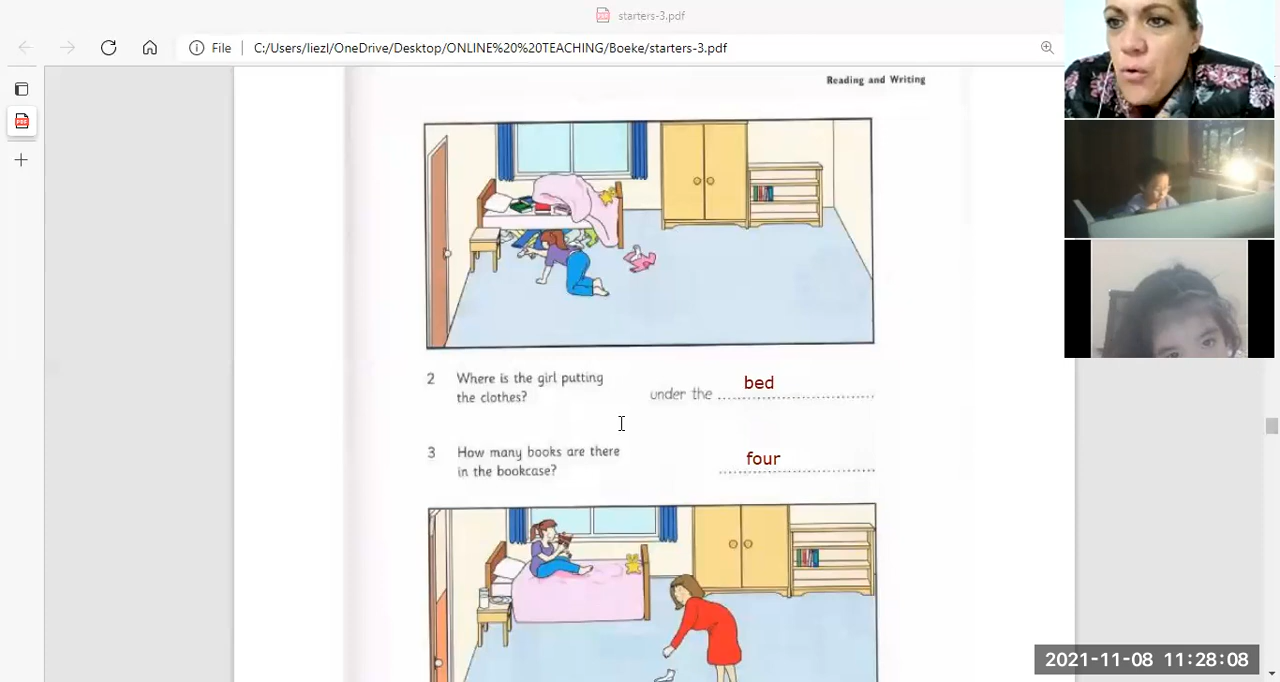 starters-3.pdf
File C:/Users/liezl/OneDrive/Desktop/ONLINE%20%20TEACHING/Boeke/starters-3.pdf
Reading and Writing
2 Where is the girl putting
the clothes?
under the bed
3 How many books are there
in the bookcase?
four
2021-11-08 11:28:08